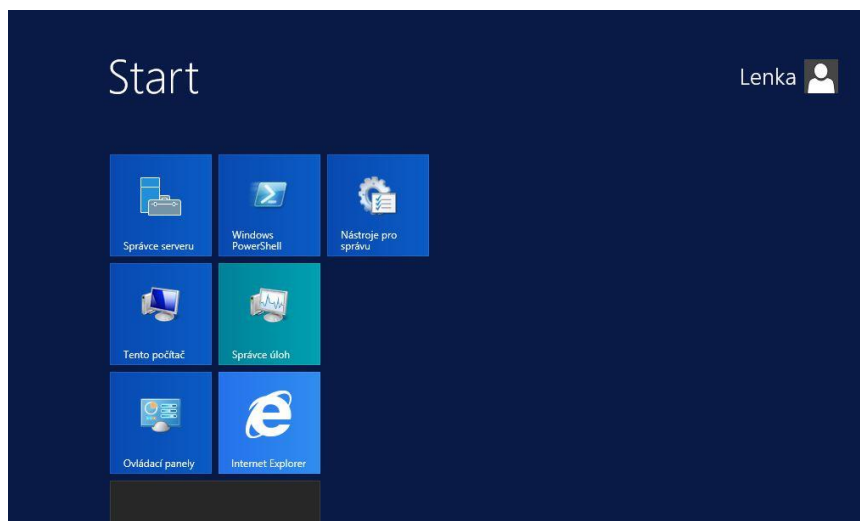 Start
Lenka
Správce serveru
Windows
PowerShell
Nástroje pro
správu
Tento počítač
Správce úloh
Ovládací panely
Internet Explorer